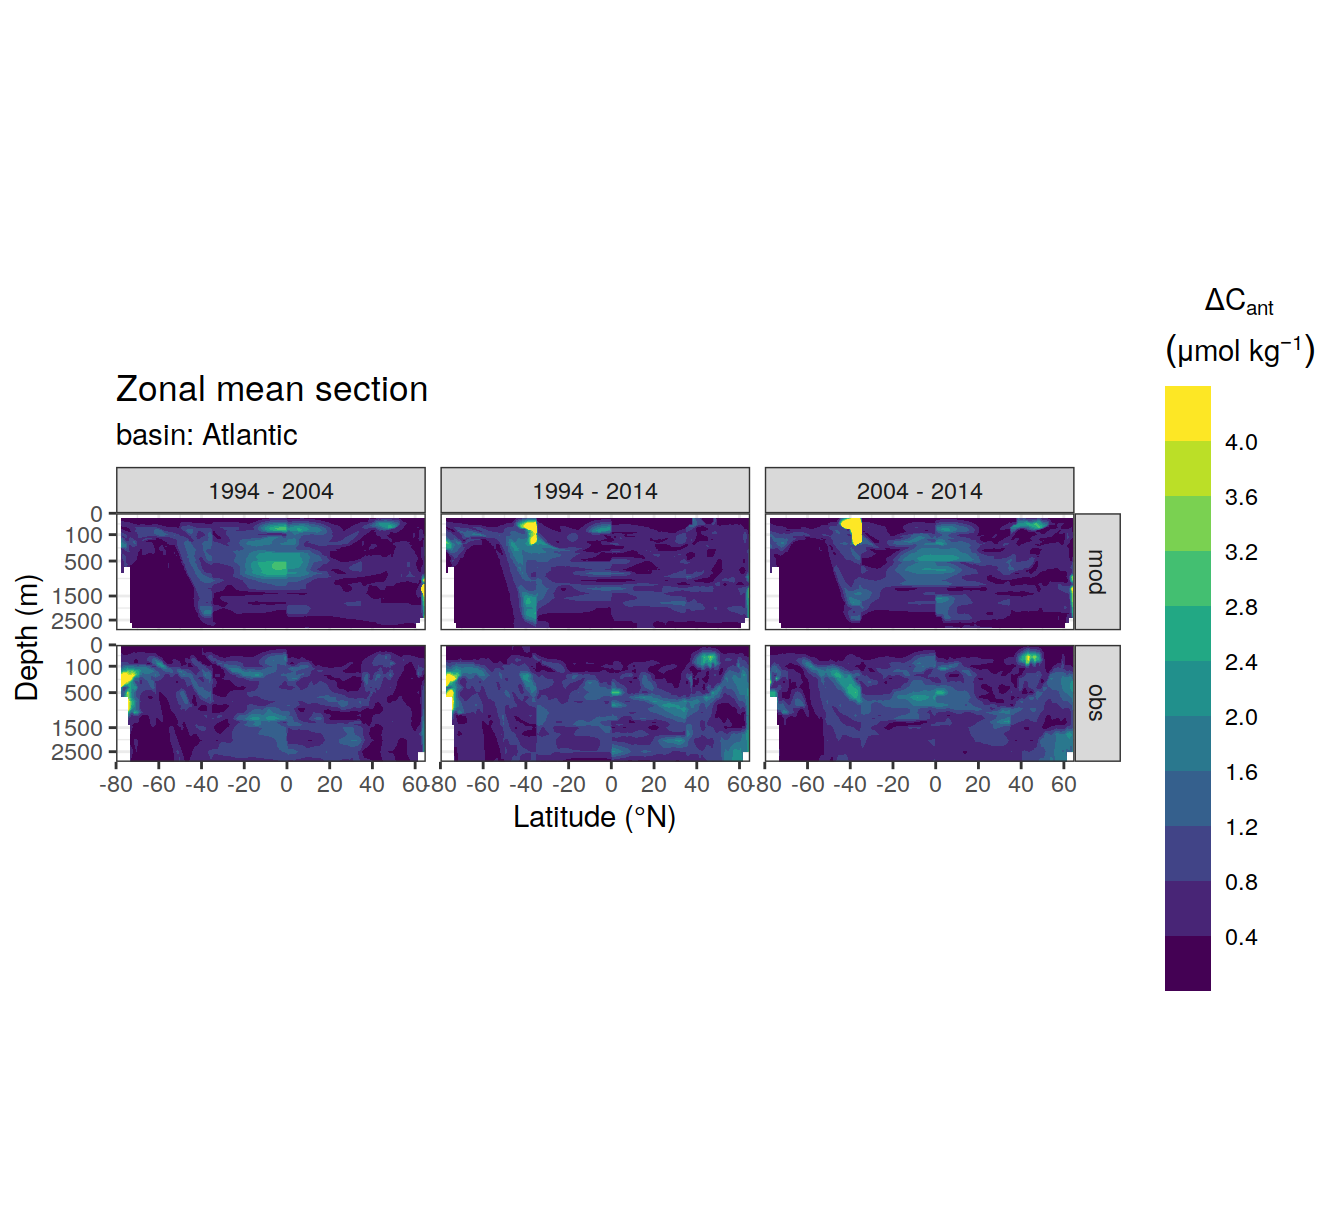 ΔCant
(μmol kg⁻¹)
4.0
3.6
3.2
2.8
2.4
2.0
1.6
1.2
0.8
0.4
Zonal mean section
basin: Atlantic
1994 - 2004
1994 - 2014
2004 - 2014
0
100
500
1500
2500
mod
0
100
500
1500
2500
obs
Depth (m)
-80 -60 -40 -20 0 20 40 60
-80 -60 -40 -20 0 20 40 60
-80 -60 -40 -20 0 20 40 60
Latitude (°N)